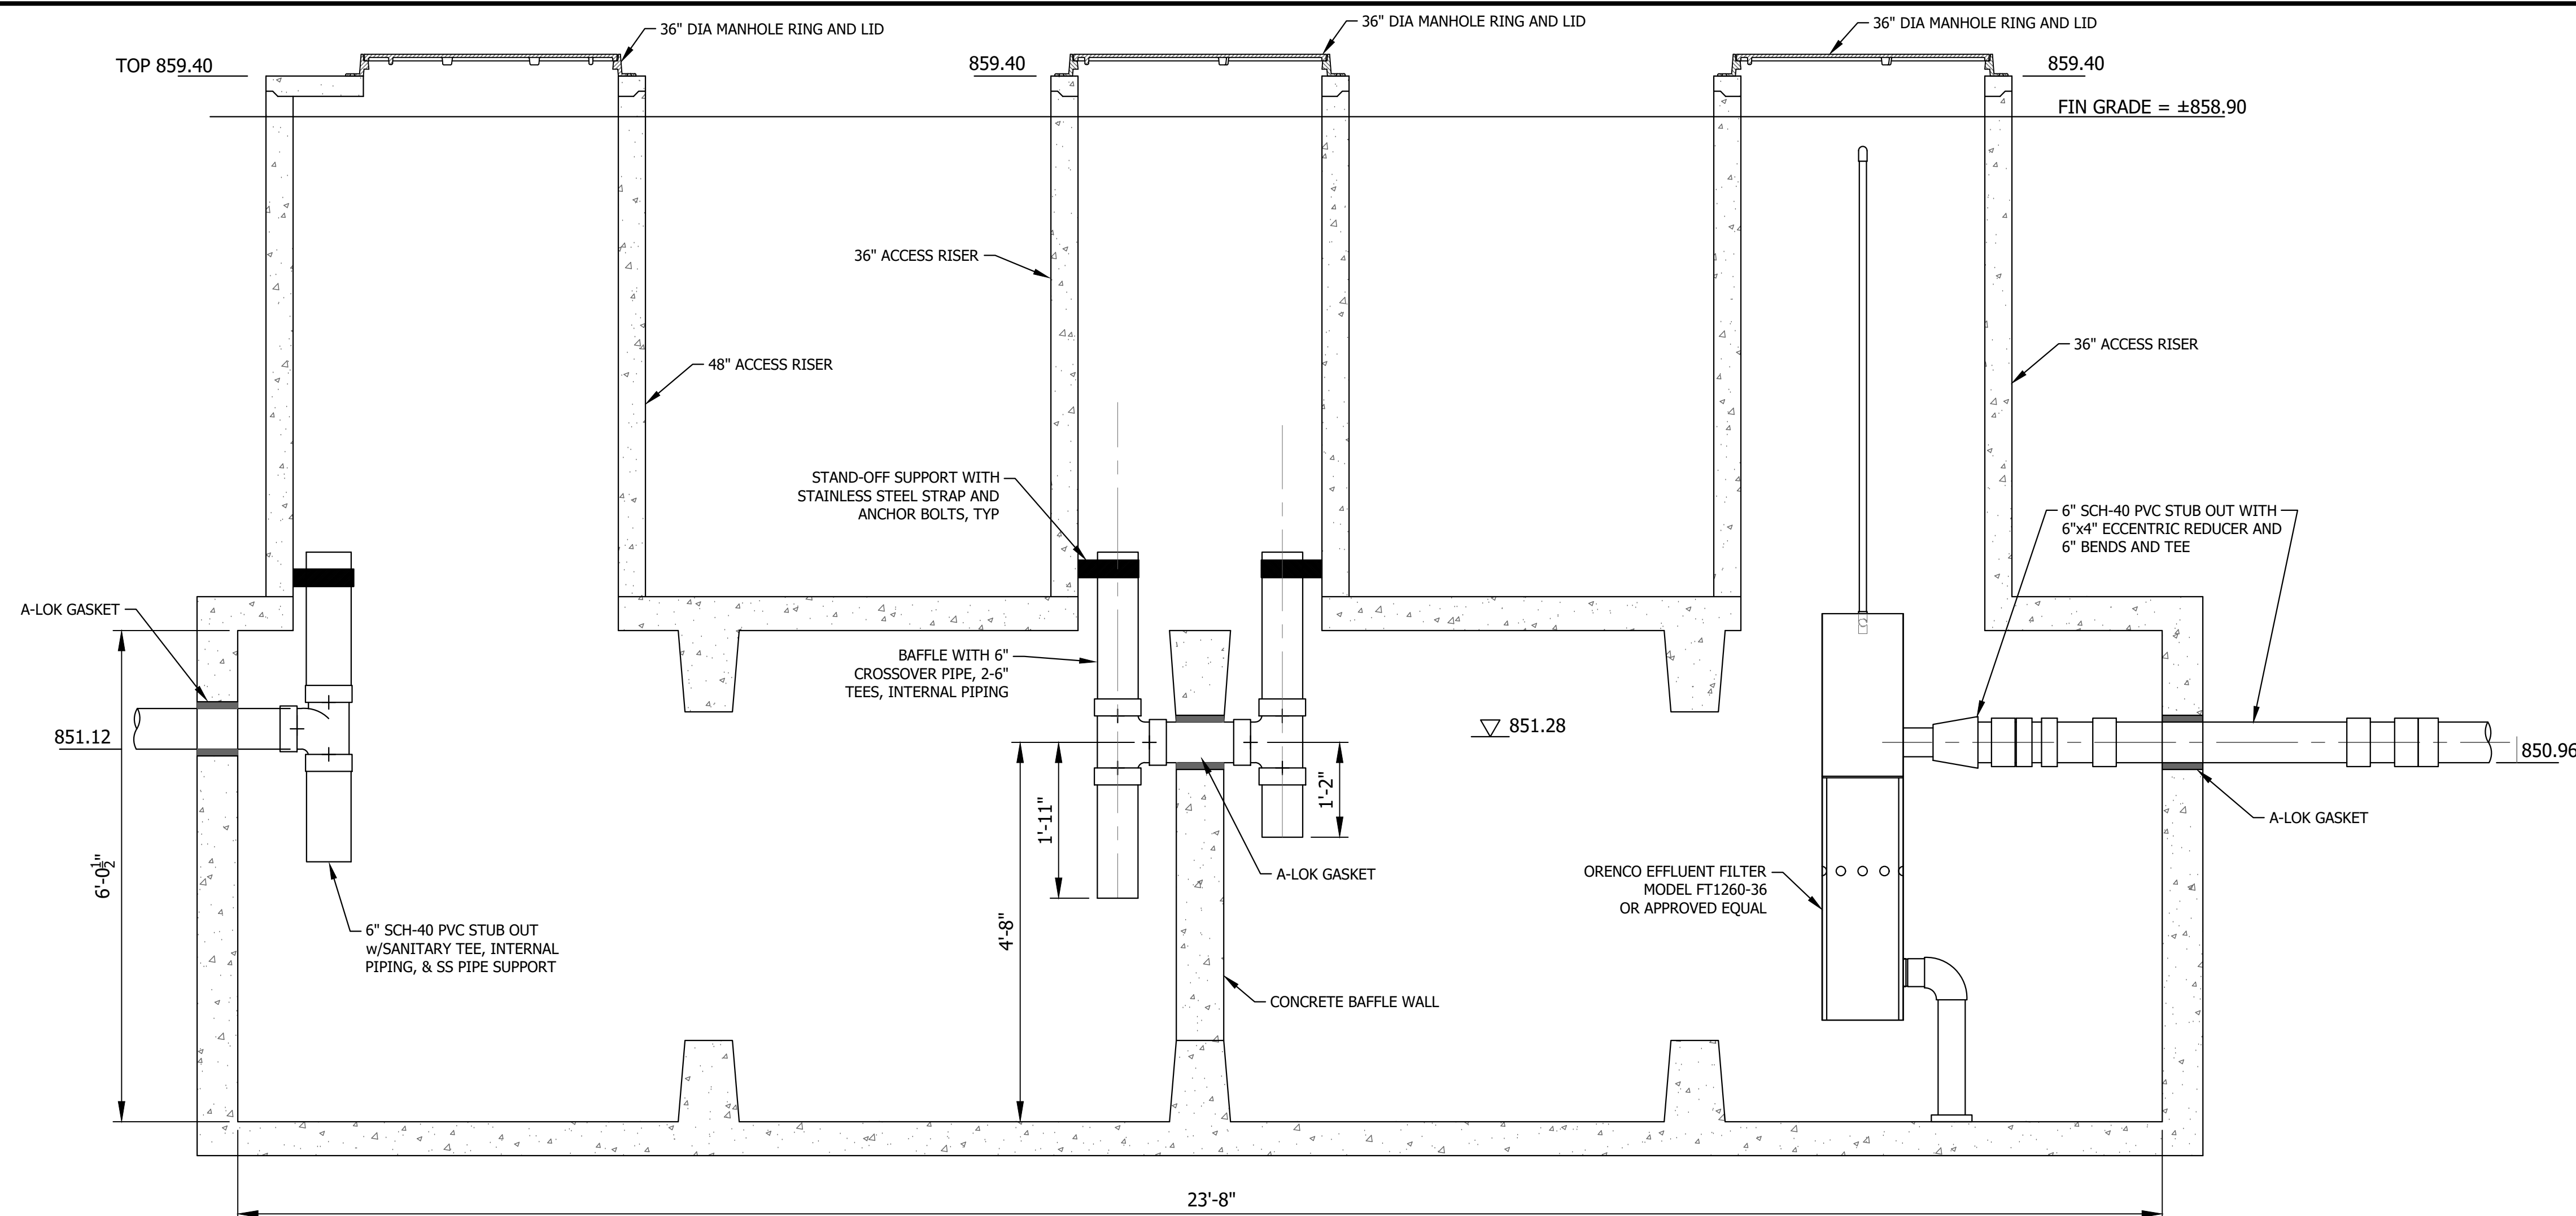 36" DIA MANHOLE RING AND LID
36" DIA MANHOLE RING AND LID
36" DIA MANHOLE RING AND LID
TOP 859.40
859.40
859.40
FIN GRADE = ±858.90
36" ACCESS RISER
48" ACCESS RISER
36" ACCESS RISER
STAND-OFF SUPPORT WITH
STAINLESS STEEL STRAP AND
ANCHOR BOLTS, TYP
6" SCH-40 PVC STUB OUT WITH
6"x4" ECCENTRIC REDUCER AND
6" BENDS AND TEE
A-LOK GASKET
BAFFLE WITH 6"
CROSSOVER PIPE, 2-6"
TEES, INTERNAL PIPING
851.12
851.28
850.96
1'-11"
1'-2"
A-LOK GASKET
6'-0 1/2"
A-LOK GASKET
ORENCO EFFLUENT FILTER
MODEL FT1260-36
OR APPROVED EQUAL
4'-8"
6" SCH-40 PVC STUB OUT
w/SANITARY TEE, INTERNAL
PIPING, & SS PIPE SUPPORT
CONCRETE BAFFLE WALL
23'-8"